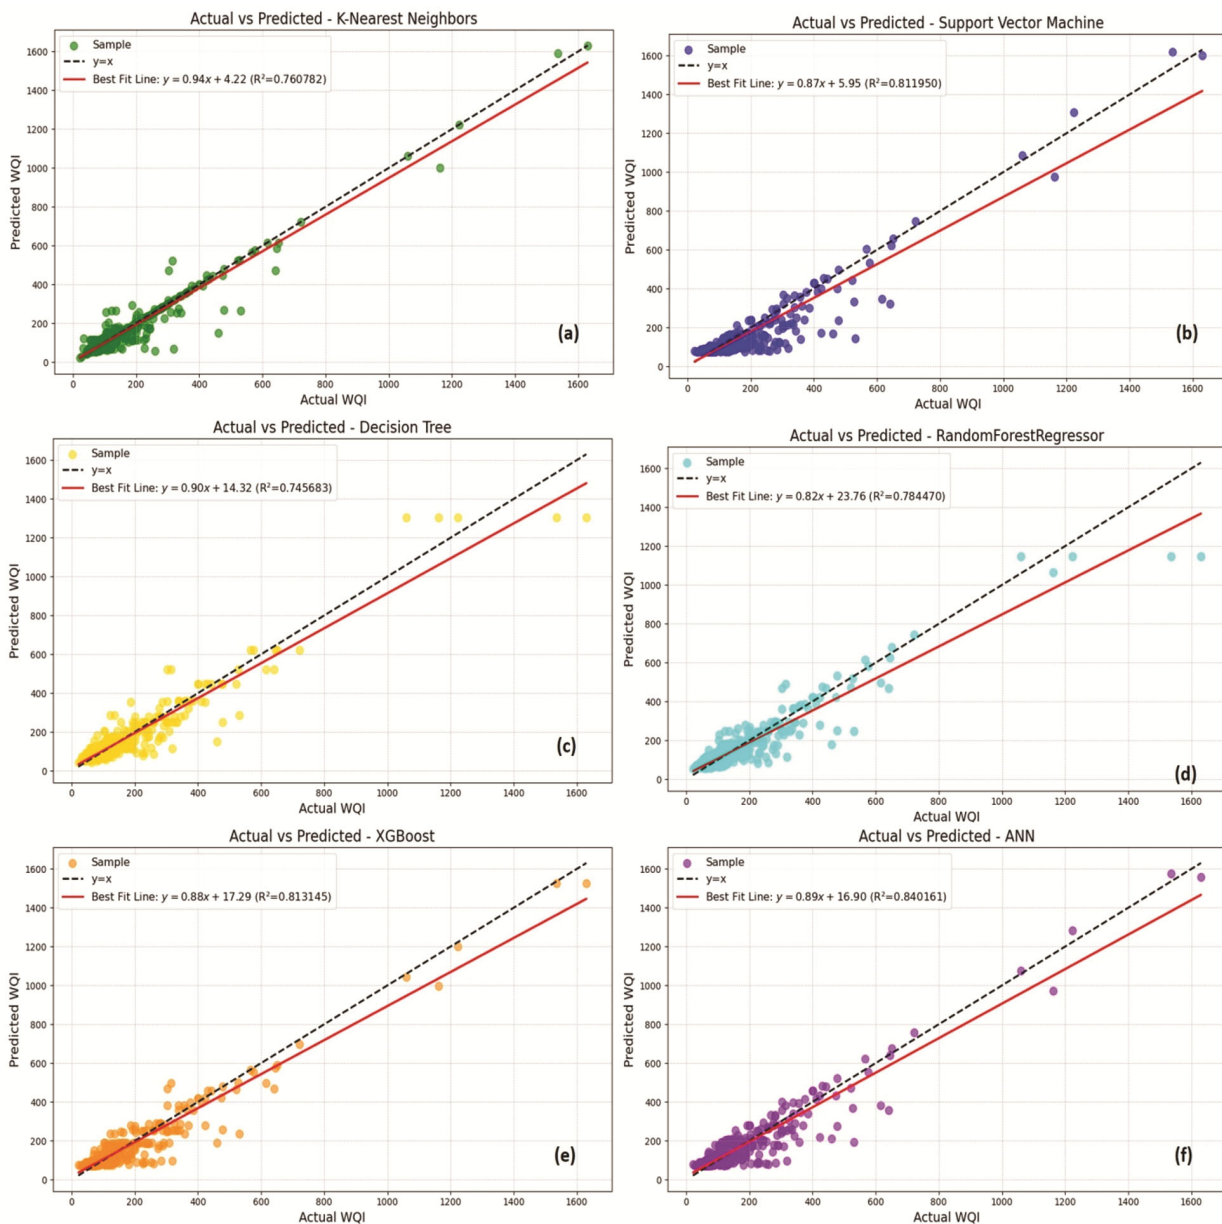 Actual vs Predicted - K-Nearest Neighbors
Sample
y=x
Best Fit Line: y = 0.94x + 4.22 (R²=0.760782)
1600
1400
1200
1000
800
600
400
200
0
Predicted WQI
(a)
0 200 400 600 800 1000 1200 1400 1600
Actual WQI
Actual vs Predicted - Support Vector Machine
Sample
y=x
Best Fit Line: y = 0.87x + 5.95 (R²=0.811950)
1600
1400
1200
1000
800
600
400
200
0
Predicted WQI
(b)
0 200 400 600 800 1000 1200 1400 1600
Actual WQI
Actual vs Predicted - Decision Tree
Sample
y=x
Best Fit Line: y = 0.90x + 14.32 (R²=0.745683)
1600
1400
1200
1000
800
600
400
200
0
Predicted WQI
(c)
0 200 400 600 800 1000 1200 1400 1600
Actual WQI
Actual vs Predicted - RandomForestRegressor
Sample
y=x
Best Fit Line: y = 0.82x + 23.76 (R²=0.784470)
1600
1400
1200
1000
800
600
400
200
0
Predicted WQI
(d)
0 200 400 600 800 1000 1200 1400 1600
Actual WQI
Actual vs Predicted - XGBoost
Sample
y=x
Best Fit Line: y = 0.88x + 17.29 (R²=0.813145)
1600
1400
1200
1000
800
600
400
200
0
Predicted WQI
(e)
0 200 400 600 800 1000 1200 1400 1600
Actual WQI
Actual vs Predicted - ANN
Sample
y=x
Best Fit Line: y = 0.89x + 16.90 (R²=0.840161)
1600
1400
1200
1000
800
600
400
200
0
Predicted WQI
(f)
0 200 400 600 800 1000 1200 1400 1600
Actual WQI